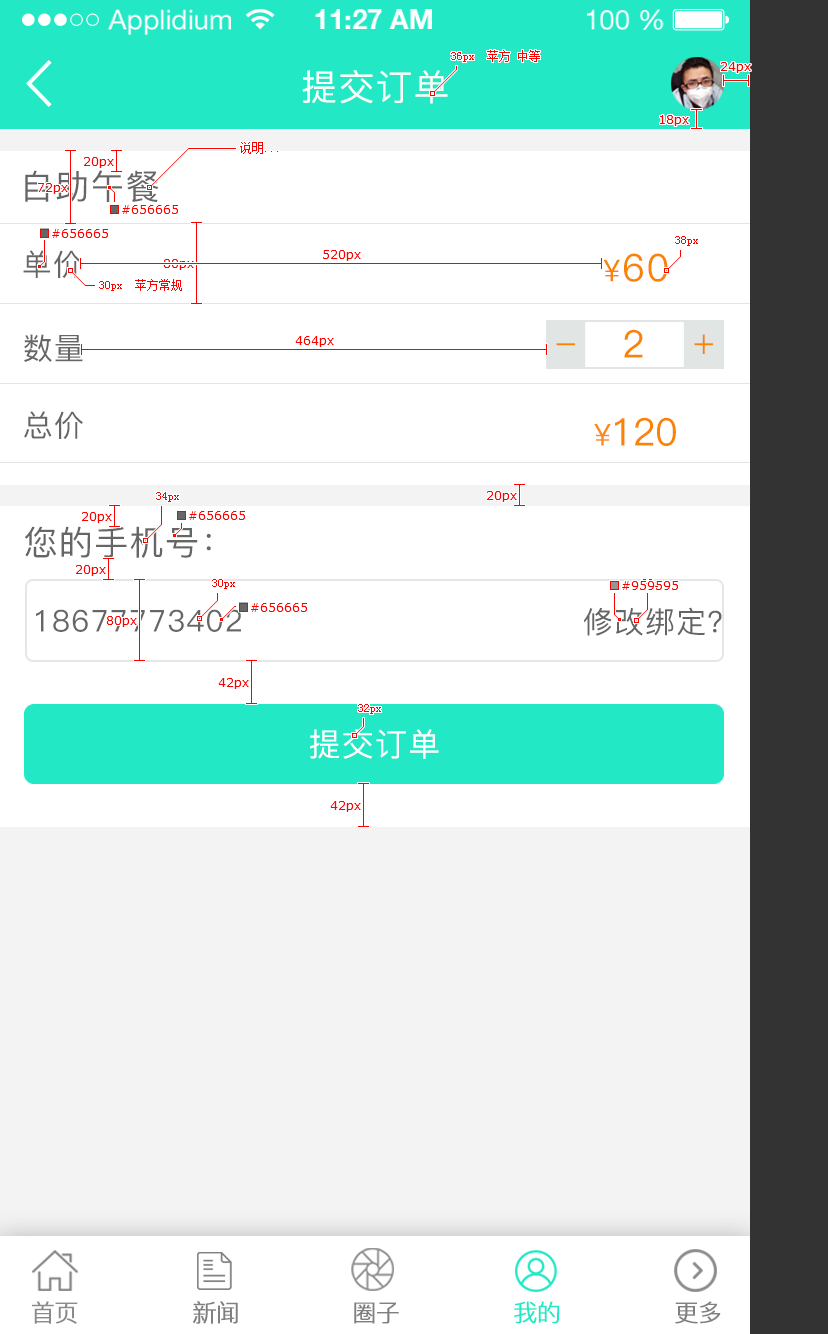 Applidium 11:27 AM 100 %
提交订单
36px 苹方 中等
24px
18px
20px
说明...
72px
自助午餐
#656665
#656665
单价
80px
520px
¥60
38px
30px 苹方常规
数量
464px
− 2 +
总价
¥120
20px
34px
20px
#656665
您的手机号：
20px
30px
#656665
#959595
80px
18677773402
修改绑定?
42px
32px
提交订单
42px
首页 新闻 圈子 我的 更多